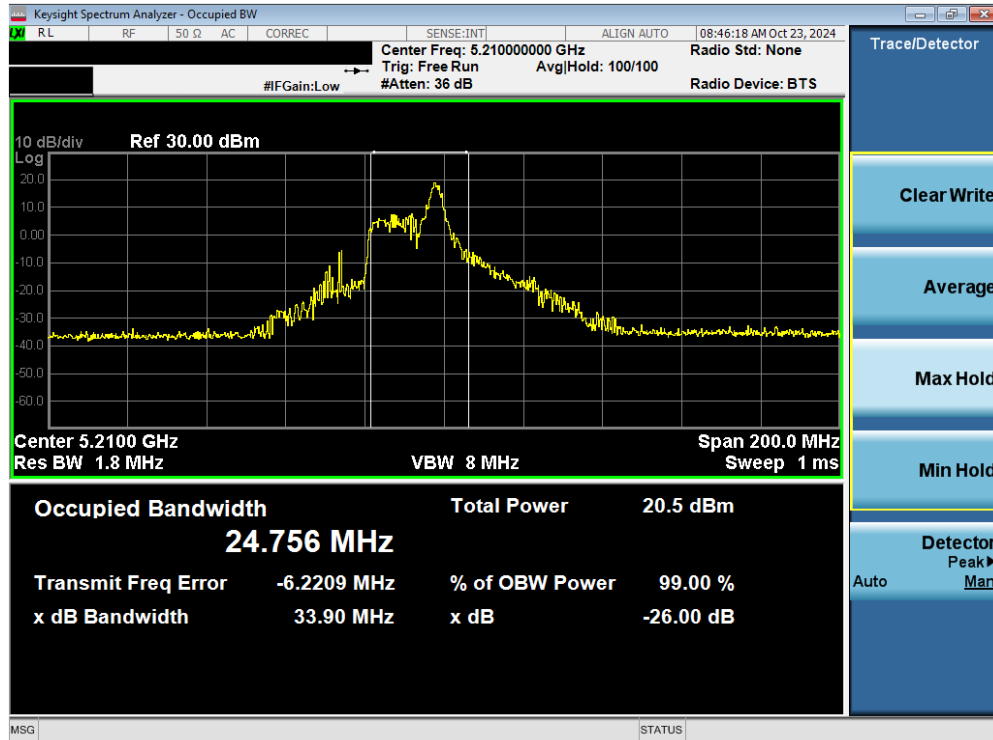 Keysight Spectrum Analyzer - Occupied BW
LXI RL RF 50 Ω AC CORREC SENSE:INT ALIGN AUTO 08:46:18 AM Oct 23, 2024
Center Freq: 5.210000000 GHz Radio Std: None
Trig: Free Run Avg|Hold: 100/100
#IFGain:Low #Atten: 36 dB Radio Device: BTS
Trace/Detector
10 dB/div Ref 30.00 dBm
Log
20.0
10.0
0.00
-10.0
-20.0
-30.0
-40.0
-50.0
-60.0
Center 5.2100 GHz Span 200.0 MHz
Res BW 1.8 MHz VBW 8 MHz Sweep 1 ms
Occupied Bandwidth Total Power 20.5 dBm
24.756 MHz
Transmit Freq Error -6.2209 MHz % of OBW Power 99.00 %
x dB Bandwidth 33.90 MHz x dB -26.00 dB
Clear Write
Average
Max Hold
Min Hold
Detector
Peak▶
Auto Man
MSG STATUS